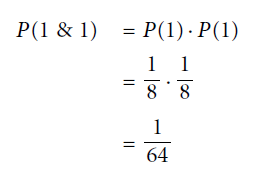 P(1 & 1) = P(1) · P(1)
= 1/8 · 1/8
= 1/64